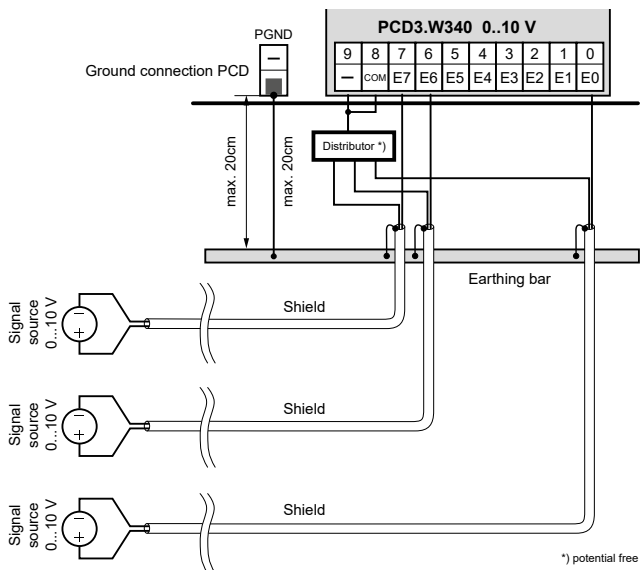 PGND
–
Ground connection PCD
PCD3.W340 0..10 V
9 8 7 6 5 4 3 2 1 0
– COM E7 E6 E5 E4 E3 E2 E1 E0
Distributor *)
max. 20cm
max. 20cm
Earthing bar
Signal
source
0...10 V
–
+
Shield
Signal
source
0...10 V
–
+
Shield
Signal
source
0...10 V
–
+
Shield
*) potential free